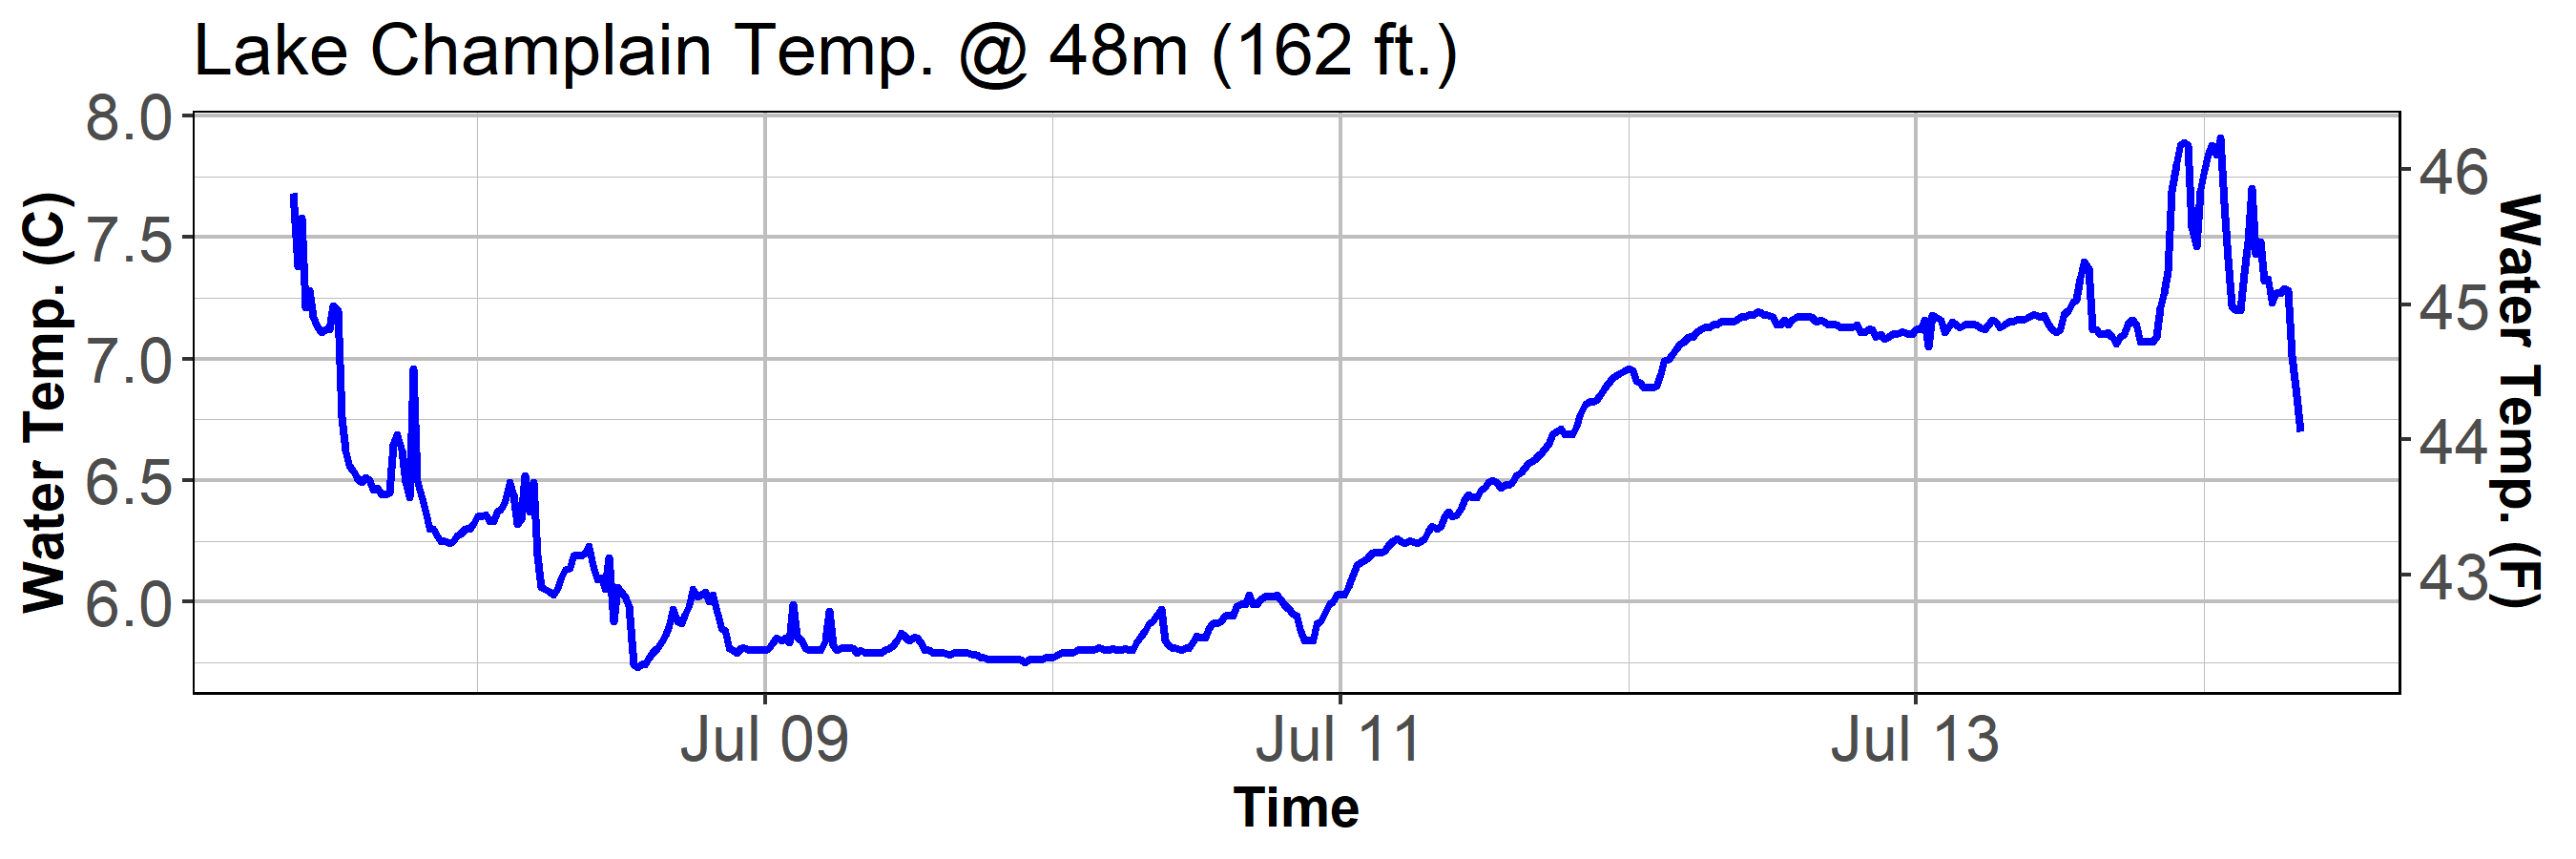 Lake Champlain Temp. @ 48m (162 ft.)
Water Temp. (C)
8.0
7.5
7.0
6.5
6.0
46
45
44
43
Water Temp. (F)
Jul 09
Jul 11
Jul 13
Time